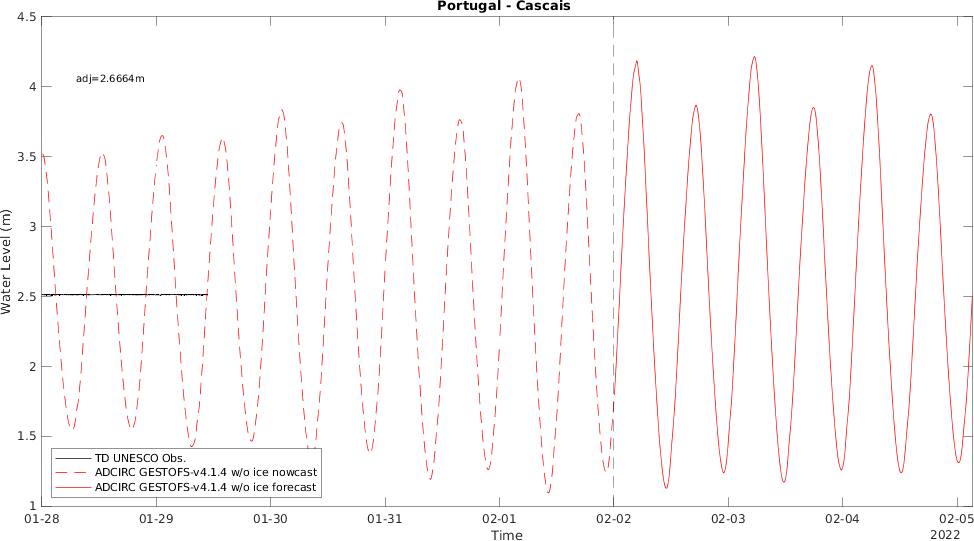 Portugal - Cascais
4.5
adj=2.6664m
4
3.5
3
2.5
2
1.5
1
Water Level (m)
TD UNESCO Obs.
ADCIRC GESTOFS-v4.1.4 w/o ice nowcast
ADCIRC GESTOFS-v4.1.4 w/o ice forecast
01-28 01-29 01-30 01-31 02-01 02-02 02-03 02-04 02-05
Time
2022